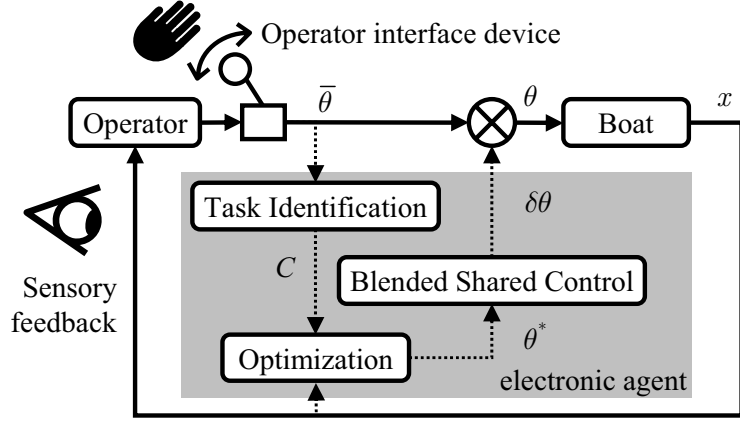 Operator interface device
θ̅
θ
x
Operator
Boat
Task Identification
δθ
C
Blended Shared Control
Sensory
feedback
Optimization
θ*
electronic agent